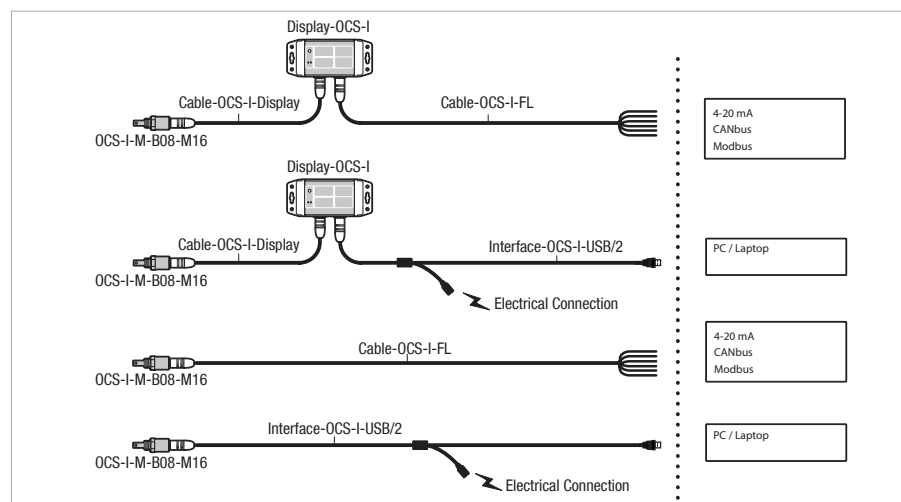 Display-OCS-I
Cable-OCS-I-Display
Cable-OCS-I-FL
OCS-I-M-B08-M16
4-20 mA
CANbus
Modbus
Display-OCS-I
Cable-OCS-I-Display
Interface-OCS-I-USB/2
OCS-I-M-B08-M16
Electrical Connection
PC / Laptop
Cable-OCS-I-FL
OCS-I-M-B08-M16
4-20 mA
CANbus
Modbus
Interface-OCS-I-USB/2
OCS-I-M-B08-M16
Electrical Connection
PC / Laptop